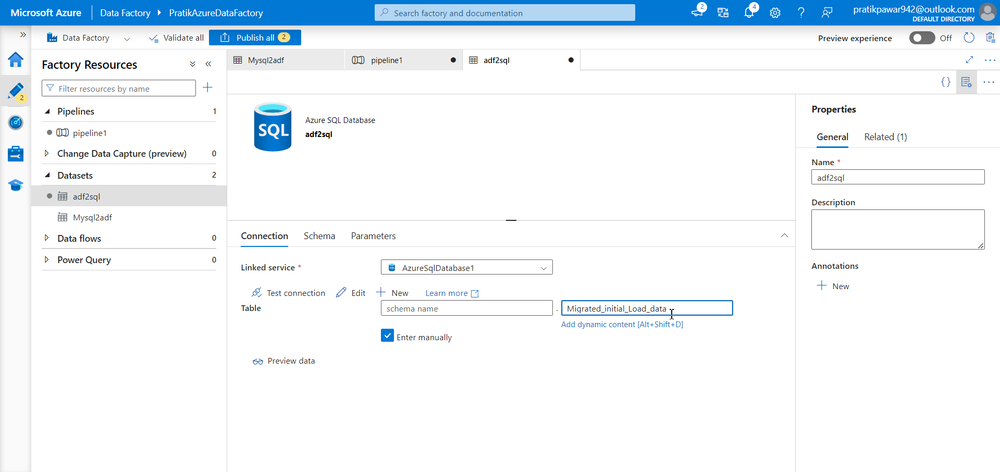 Microsoft Azure
Data Factory
PratikAzureDataFactory
Search factory and documentation
2
4
pratikpawar942@outlook.com
DEFAULT DIRECTORY
Data Factory
Validate all
Publish all 2
Preview experience
Off
Factory Resources
Filter resources by name
2
Pipelines 1
pipeline1
Change Data Capture (preview) 0
Datasets 2
adf2sql
Mysql2adf
Data flows 0
Power Query 0
Mysql2adf
pipeline1
adf2sql
{}
SQL
Azure SQL Database
adf2sql
Connection
Schema
Parameters
Linked service *
SQL AzureSqlDatabase1
Test connection
Edit
New
Learn more
Table
schema name
.
Migrated_initial_Load_data
Add dynamic content [Alt+Shift+D]
Enter manually
Preview data
Properties
General
Related (1)
Name *
adf2sql
Description
Annotations
New